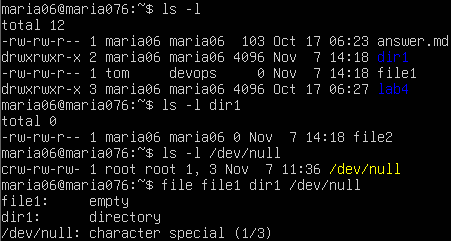 maria06@maria076:~$ ls -l
total 12
-rw-rw-r-- 1 maria06 maria06  103 Oct 17 06:23 answer.md
drwxrwxr-x 2 maria06 maria06 4096 Nov  7 14:18 dir1
-rw-rw-r-- 1 tom     devops     0 Nov  7 14:18 file1
drwxrwxr-x 3 maria06 maria06 4096 Oct 17 06:27 lab4
maria06@maria076:~$ ls -l dir1
total 0
-rw-rw-r-- 1 maria06 maria06 0 Nov  7 14:18 file2
maria06@maria076:~$ ls -l /dev/null
crw-rw-rw- 1 root root 1, 3 Nov  7 11:36 /dev/null
maria06@maria076:~$ file file1 dir1 /dev/null
file1:     empty
dir1:      directory
/dev/null: character special (1/3)